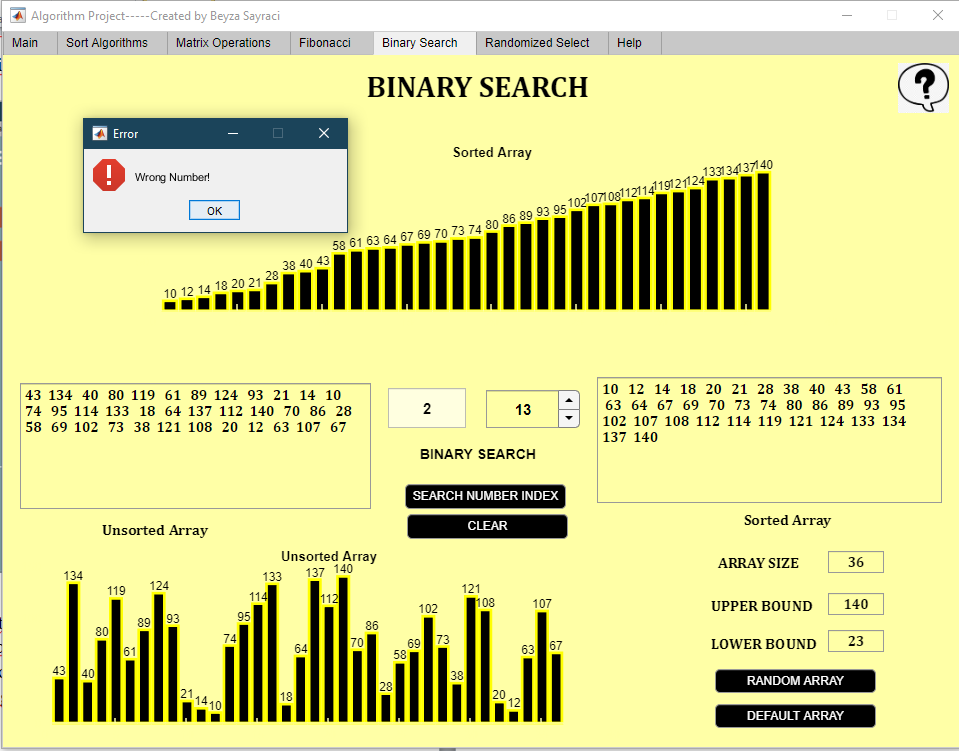 Algorithm Project-----Created by Beyza Sayraci
Main Sort Algorithms Matrix Operations Fibonacci Binary Search Randomized Select Help
BINARY SEARCH
?
Error
Wrong Number!
OK
Sorted Array
10 12 14 18 20 21 28 38 40 43 58 61 63 64 67 69 70 73 74 80 86 89 93 95 102 107 108 112 114 119 121 124 133 134 137 140
43 134 40 80 119 61 89 124 93 21 14 10
74 95 114 133 18 64 137 112 140 70 86 28
58 69 102 73 38 121 108 20 12 63 107 67
Unsorted Array
2
13
BINARY SEARCH
SEARCH NUMBER INDEX
CLEAR
10 12 14 18 20 21 28 38 40 43 58 61
63 64 67 69 70 73 74 80 86 89 93 95
102 107 108 112 114 119 121 124 133 134
137 140
Sorted Array
Unsorted Array
43 134 40 80 119 61 89 124 93 21 14 10 74 95 114 133 18 64 137 112 140 70 86 28 58 69 102 73 38 121 108 20 12 63 107 67
ARRAY SIZE 36
UPPER BOUND 140
LOWER BOUND 23
RANDOM ARRAY
DEFAULT ARRAY